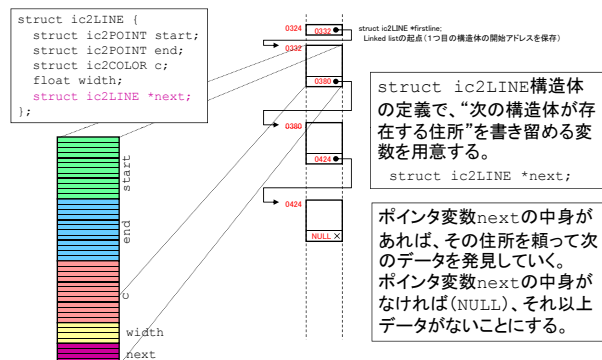 struct ic2LINE {
struct ic2POINT start;
struct ic2POINT end;
struct ic2COLOR c;
float width;
struct ic2LINE *next;
};
0324
0332
struct ic2LINE *firstline;
Linked listの起点(1つ目の構造体の開始アドレスを保存)
0332
0380
0380
0424
0424
NULL
start
end
c
width
next
struct ic2LINE構造体
の定義で、“次の構造体が存
在する住所”を書き留める変
数を用意する。
struct ic2LINE *next;
ポインタ変数nextの中身が
あれば、その住所を頼って次
のデータを発見していく。
ポインタ変数nextの中身が
なければ(NULL)、それ以上
データがないことにする。